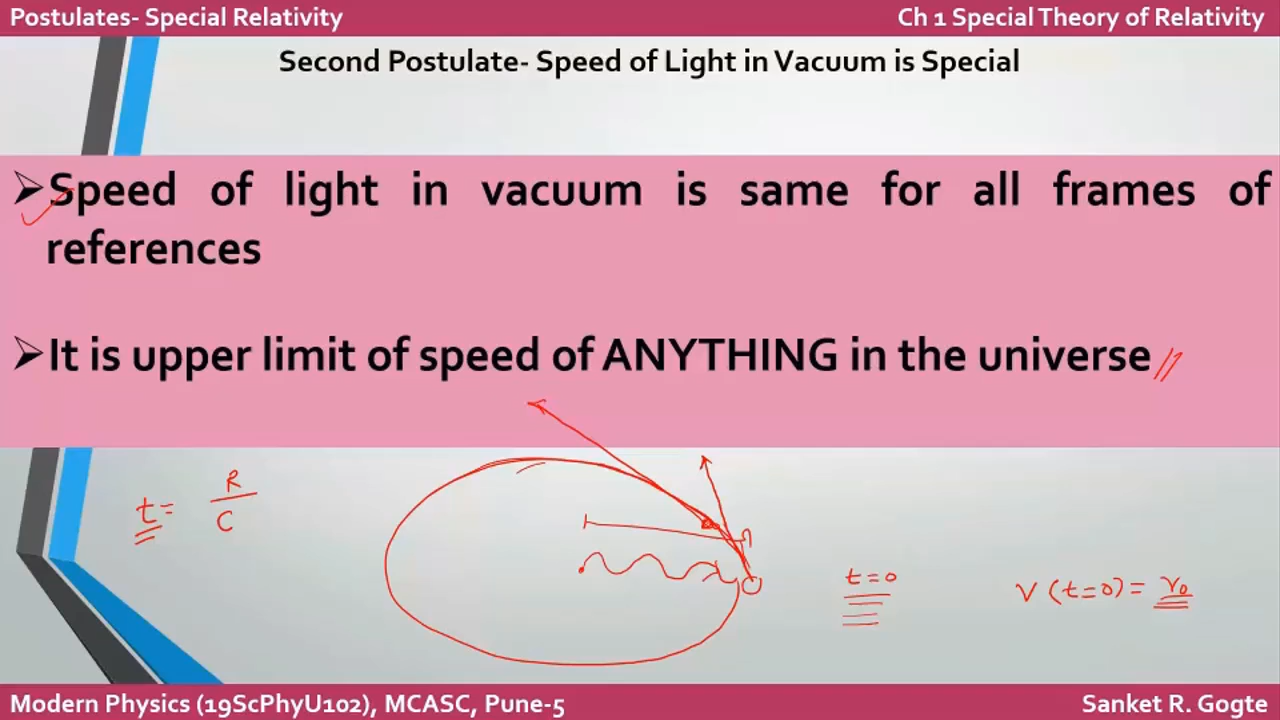 Postulates- Special Relativity
Ch 1 Special Theory of Relativity
Second Postulate- Speed of Light in Vacuum is Special
➤Speed of light in vacuum is same for all frames of
references
➤It is upper limit of speed of ANYTHING in the universe
t= R/C
t=0
V(t=0)= V₀
Modern Physics (19ScPhyU102), MCASC, Pune-5
Sanket R. Gogte